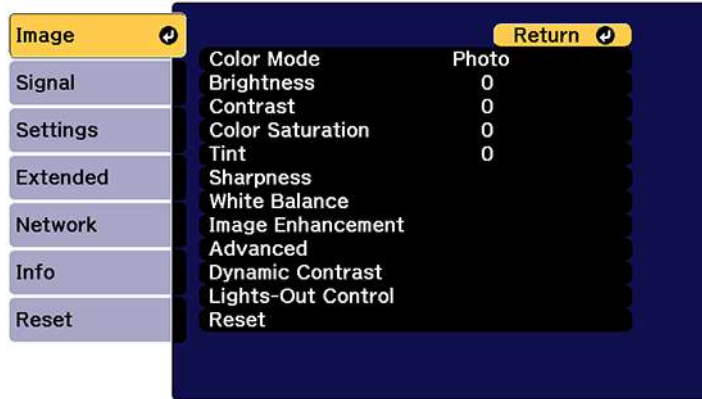 Image
Signal
Settings
Extended
Network
Info
Reset
Return
Color Mode Photo
Brightness 0
Contrast 0
Color Saturation 0
Tint 0
Sharpness
White Balance
Image Enhancement
Advanced
Dynamic Contrast
Lights-Out Control
Reset